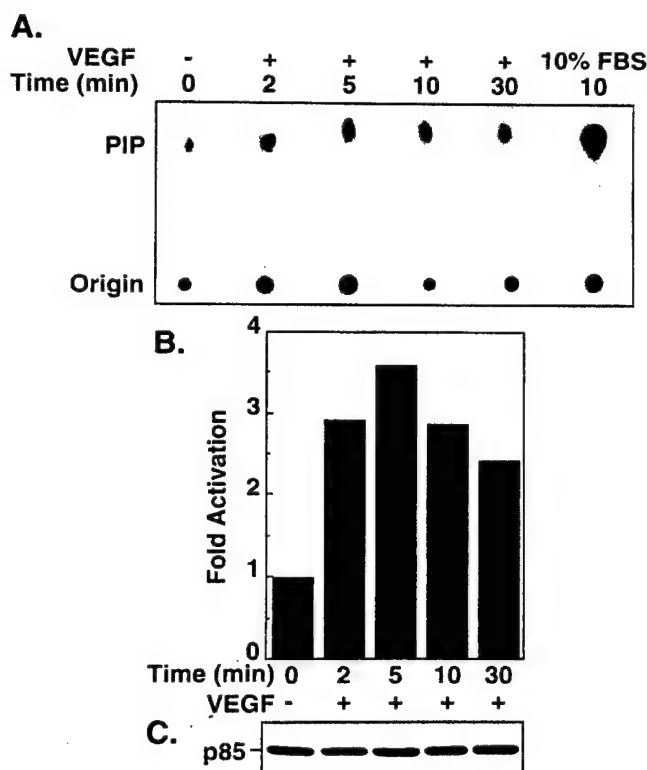 A.
VEGF - + + + + 10% FBS
Time (min) 0 2 5 10 30 10
PIP
Origin
B.
4
3
2
1
0
Fold Activation
Time (min) 0 2 5 10 30
VEGF - + + + +
C.
p85